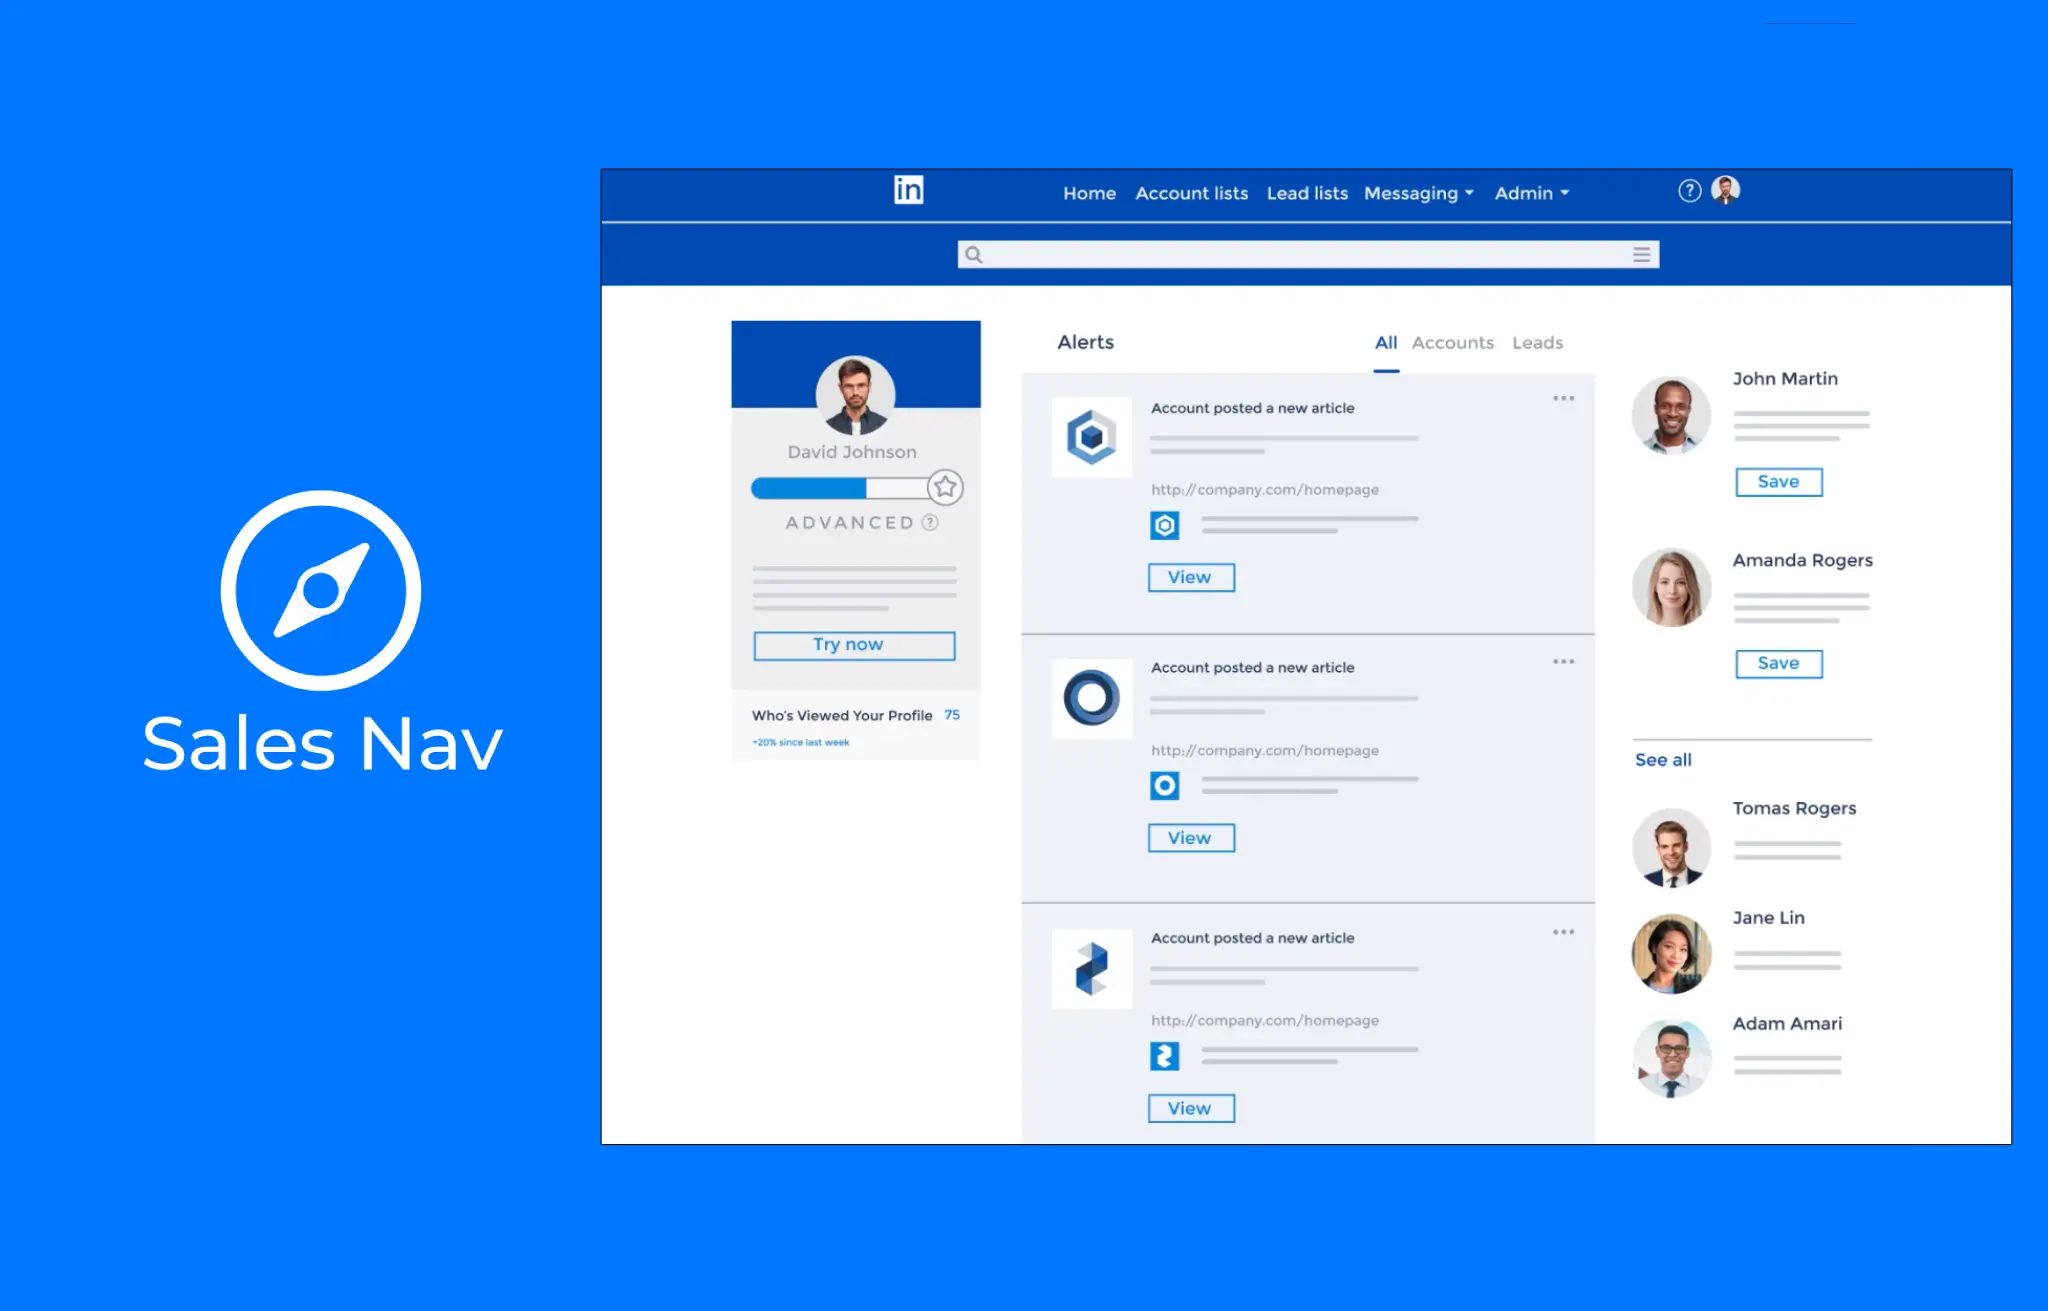 Sales Nav
in
Home Account lists Lead lists Messaging Admin ?
David Johnson
ADVANCED ?
Try now
Who's Viewed Your Profile 75
+20% since last week
Alerts
All Accounts Leads
Account posted a new article
http://company.com/homepage
View
Account posted a new article
http://company.com/homepage
View
Account posted a new article
http://company.com/homepage
View
John Martin
Save
Amanda Rogers
Save
See all
Tomas Rogers
Jane Lin
Adam Amari